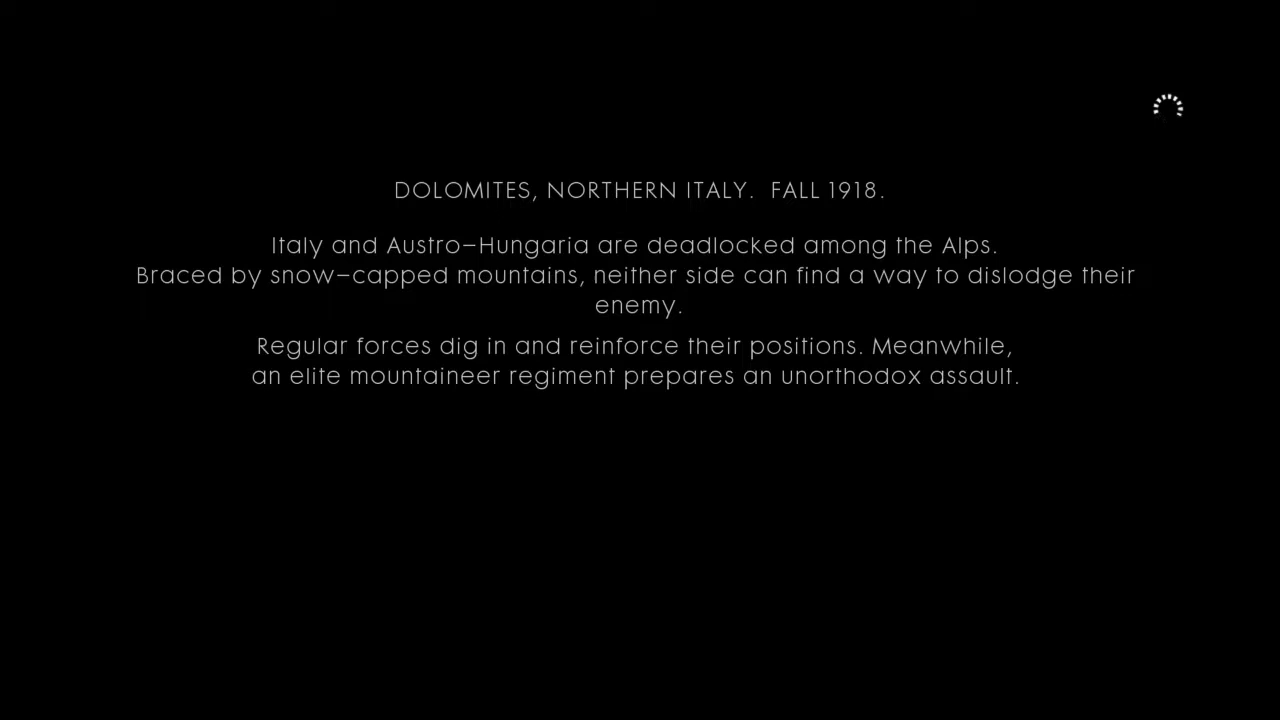 DOLOMITES, NORTHERN ITALY.  FALL 1918.
Italy and Austro-Hungaria are deadlocked among the Alps.
Braced by snow-capped mountains, neither side can find a way to dislodge their
enemy.
Regular forces dig in and reinforce their positions. Meanwhile,
an elite mountaineer regiment prepares an unorthodox assault.